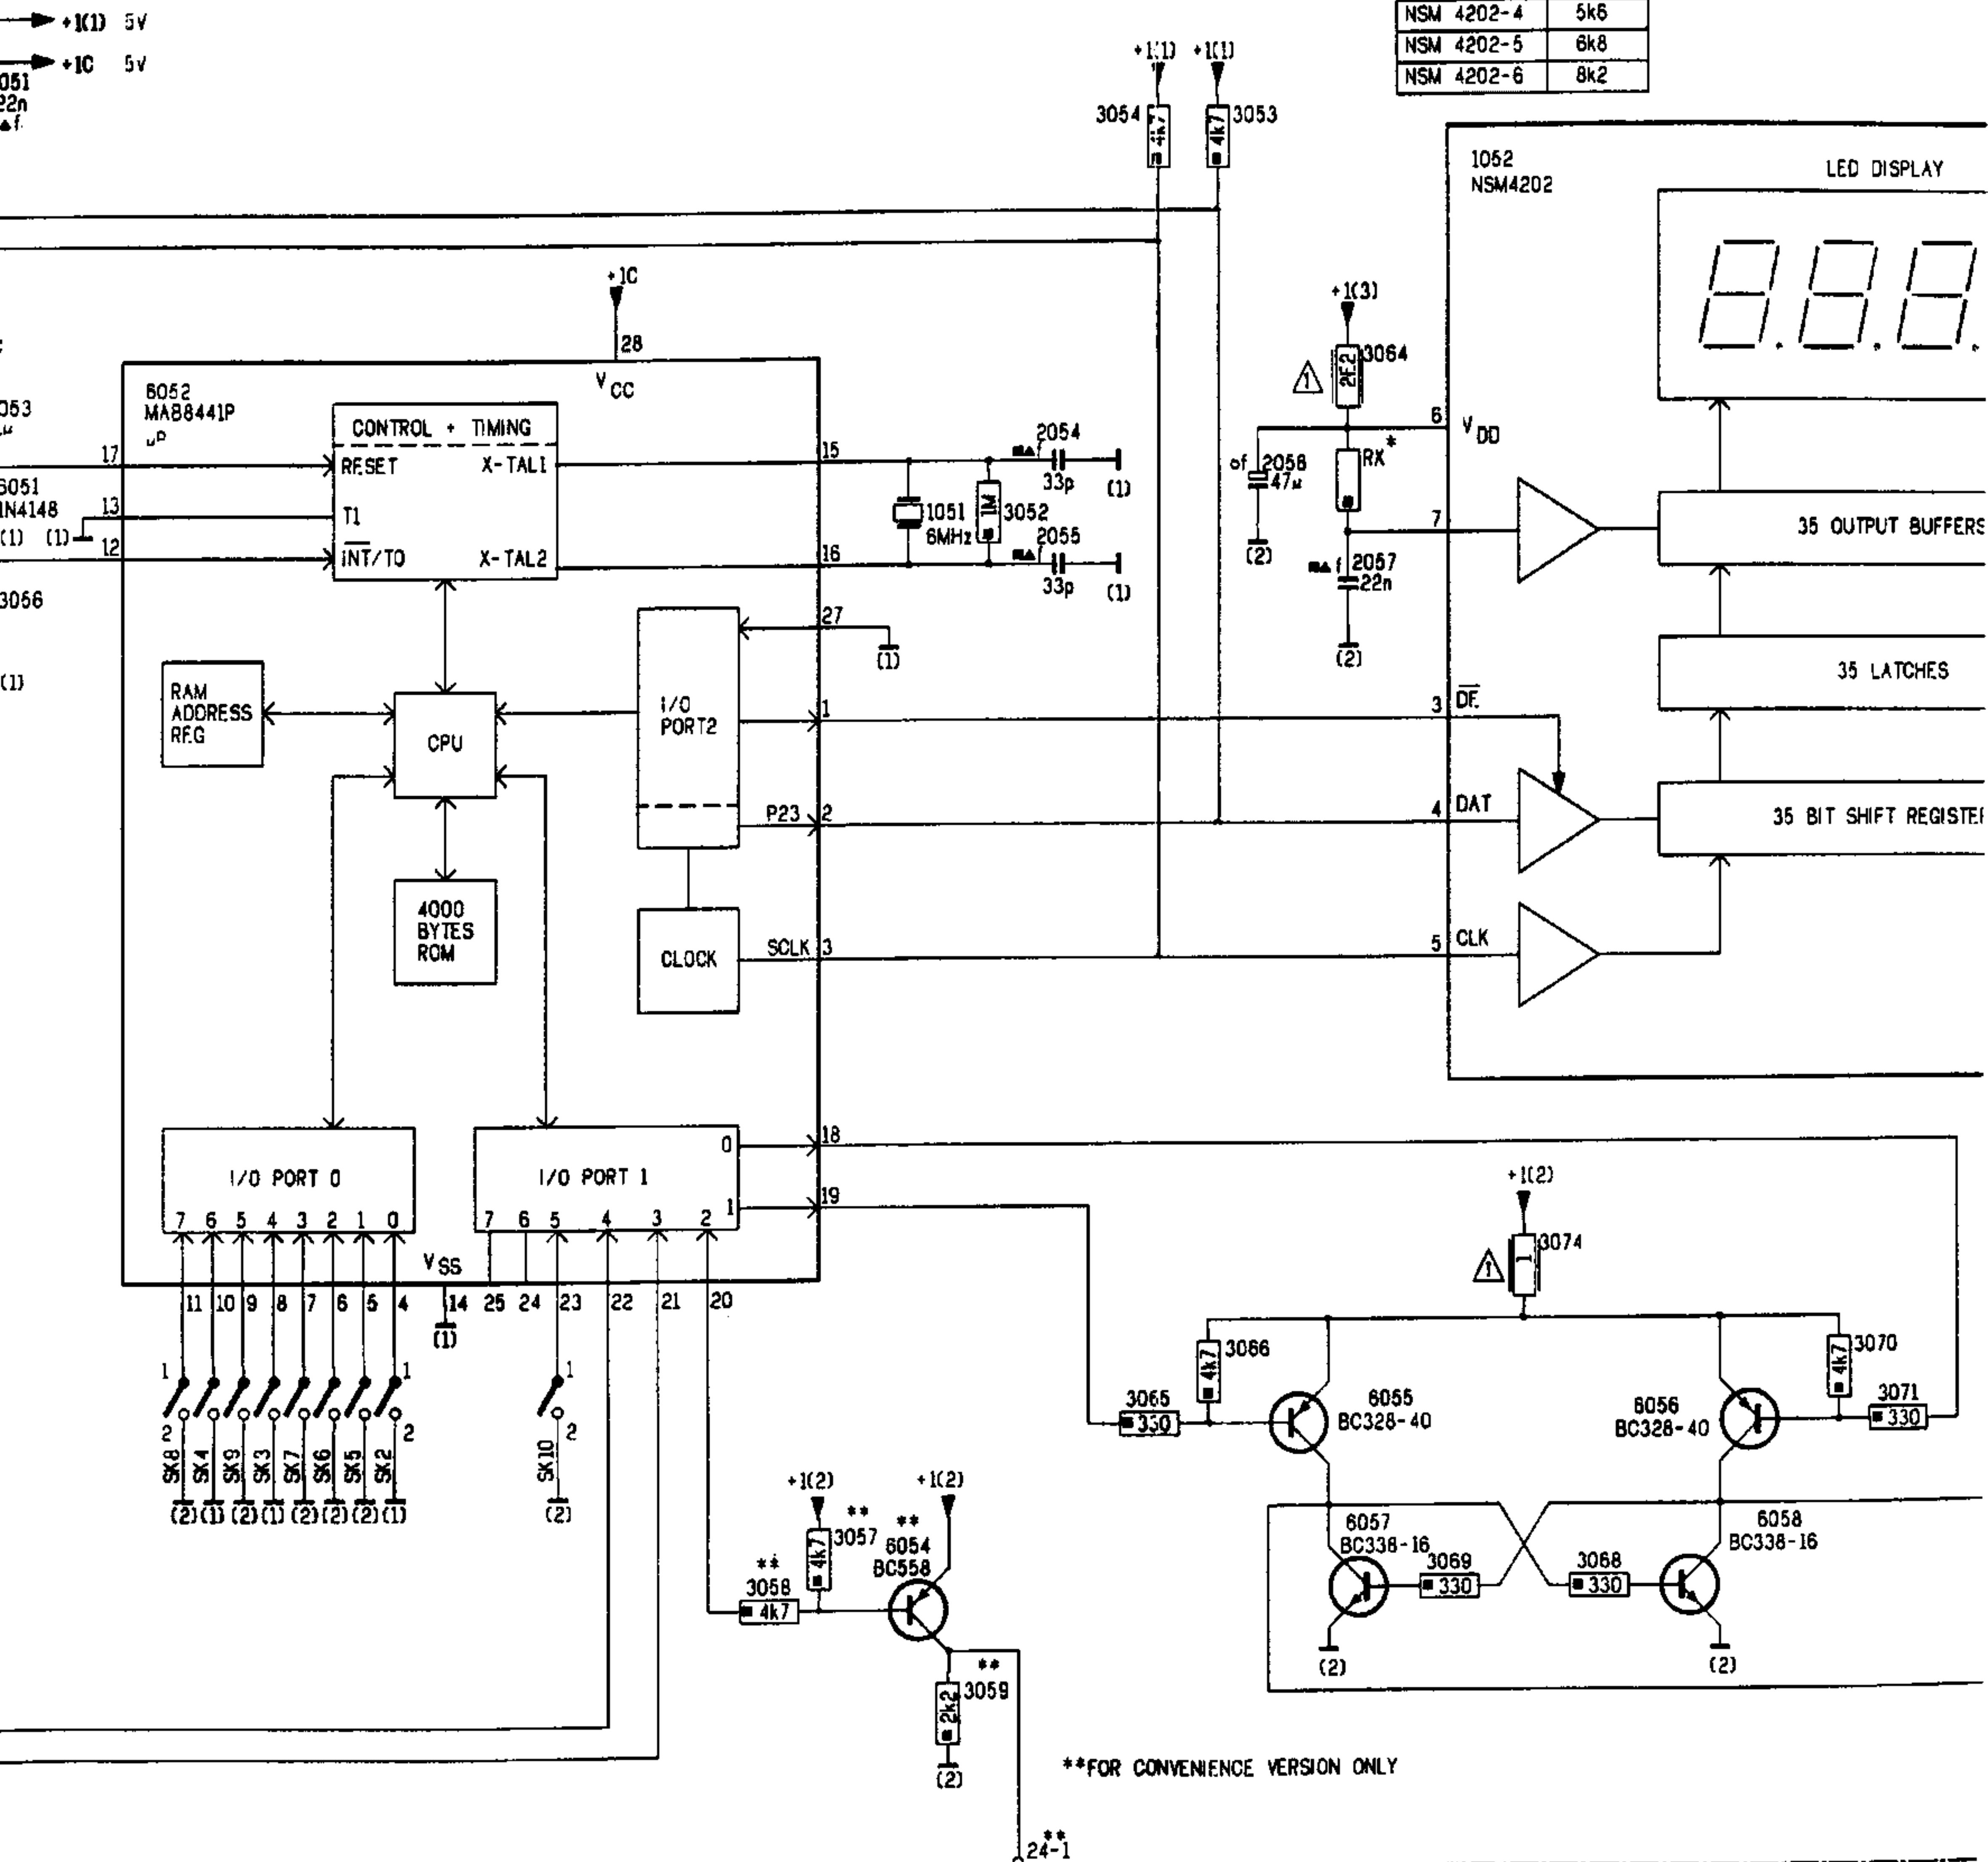 +1(1) 5V
+1C 5V
051
22n
NSM 4202-4 5k6
NSM 4202-5 6k8
NSM 4202-6 8k2
+1(1) +1(1)
3054 4k7
4k7 3053
1052
NSM4202
LED DISPLAY
8.8.8.
+1C
28
VCC
6052
MAB8441P
μP
053
CONTROL + TIMING
RESET X-TAL1
T1
INT/T0 X-TAL2
17
13
12
6051
1N4148
(1) (1)
3056
(1)
15
16
2054
33p
(1)
1051
6MHz
1M 3052
2055
33p
(1)
+1(3)
2E2 3064
6 VDD
2056
47μ
(2)
RX*
7
2057
22n
(2)
35 OUTPUT BUFFERS
35 LATCHES
35 BIT SHIFT REGISTE
27
(1)
I/O
PORT2
1
P23 2
3 DE
4 DAT
5 CLK
RAM
ADDRESS
REG
CPU
4000
BYTES
ROM
CLOCK
SCLK 3
I/O PORT 0
7 6 5 4 3 2 1 0
I/O PORT 1
0
1
7 6 5 4 3 2
18
19
VSS
11 10 9 8 7 6 5 4 14 25 24 23 22 21 20
(1)
1 1 1
2 2 2
SK8 SK4 SK9 SK3 SK7 SK6 SK5 SK2 SK10
(2)(1)(2)(1)(2)(2)(2)(1) (2)
+1(2)
1 3074
4k7 3066
3065
330
6055
BC328-40
6056
BC328-40
4k7 3070
3071
330
6057
BC338-16
3069
330
3068
330
6058
BC338-16
(2) (2)
+1(2) +1(2)
**
4k7 3057
**
6054
BC558
**
3058
4k7
**
2k2 3059
(2)
**FOR CONVENIENCE VERSION ONLY
24-1**